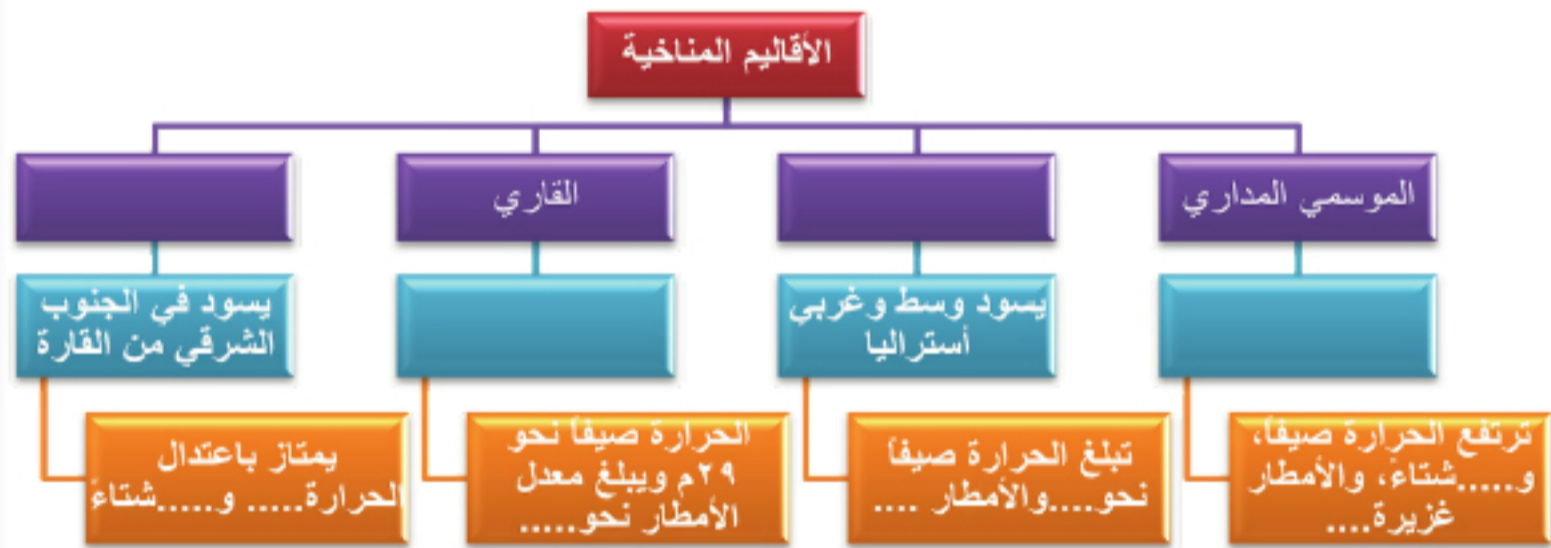 الأقاليم المناخية
الموسمي المداري
القاري
يسود وسط وغربي
أستراليا
يسود في الجنوب
الشرقي من القارة
ترتفع الحرارة صيفاً،
و.....شتاءً، والأمطار
غزيرة....
تبلغ الحرارة صيفاً
نحو....والأمطار ....
الحرارة صيفاً نحو
٢٩م ويبلغ معدل
الأمطار نحو.....
يمتاز باعتدال
الحرارة..... و.....شتاءً